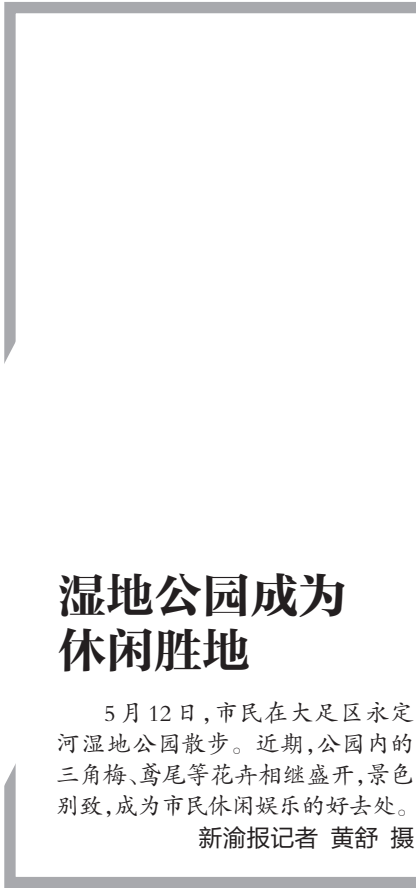 湿地公园成为
休闲胜地
5月12日，市民在大足区永定
河湿地公园散步。近期，公园内的
三角梅、鸢尾等花卉相继盛开，景色
别致，成为市民休闲娱乐的好去处。
新渝报记者 黄舒 摄